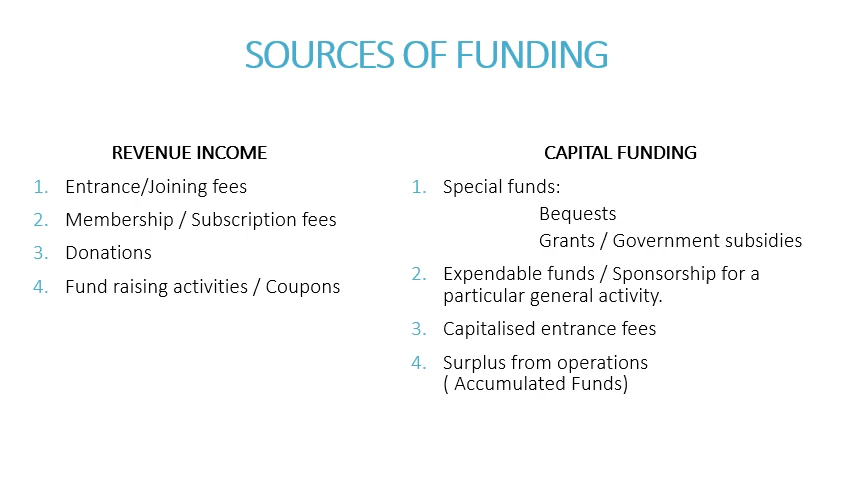 SOURCES OF FUNDING
REVENUE INCOME
1. Entrance/Joining fees
2. Membership / Subscription fees
3. Donations
4. Fund raising activities / Coupons
CAPITAL FUNDING
1. Special funds:
Bequests
Grants / Government subsidies
2. Expendable funds / Sponsorship for a
particular general activity.
3. Capitalised entrance fees
4. Surplus from operations
( Accumulated Funds)